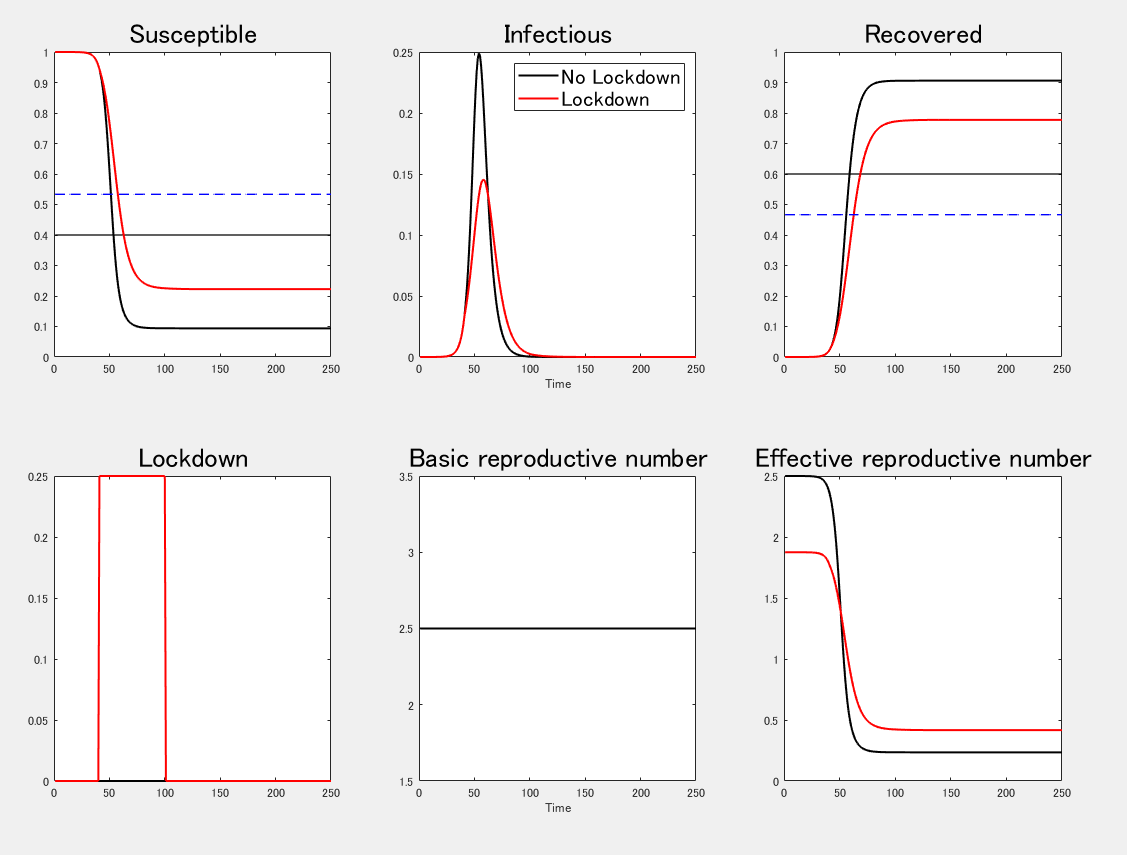 Susceptible
1
0.9
0.8
0.7
0.6
0.5
0.4
0.3
0.2
0.1
0
0 50 100 150 200 250
Infectious
No Lockdown
Lockdown
0.25
0.2
0.15
0.1
0.05
0
0 50 100 150 200 250
Time
Recovered
1
0.9
0.8
0.7
0.6
0.5
0.4
0.3
0.2
0.1
0
0 50 100 150 200 250
Lockdown
0.25
0.2
0.15
0.1
0.05
0
0 50 100 150 200 250
Basic reproductive number
3.5
3
2.5
2
1.5
0 50 100 150 200 250
Time
Effective reproductive number
2.5
2
1.5
1
0.5
0
0 50 100 150 200 250